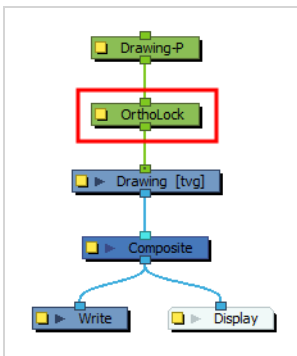 Drawing-P
OrthoLock
Drawing [tvg]
Composite
Write
Display